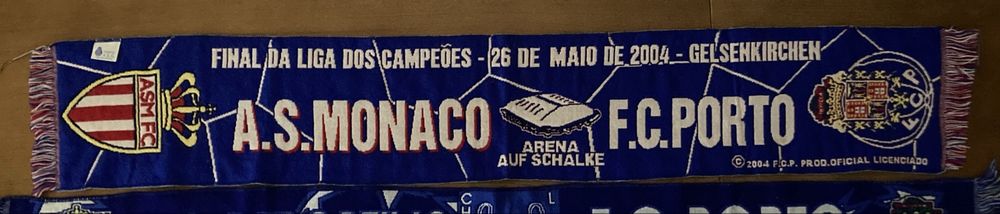 FINAL DA LIGA DOS CAMPEÕES - 26 DE MAIO DE 2004 - GELSENKIRCHEN
ASM FC
A.S.MONACO
ARENA
AUF SCHALKE
F.C.PORTO
F C P
© 2004 F.C.P. PROD.OFICIAL LICENCIADO
F.C. PORTO